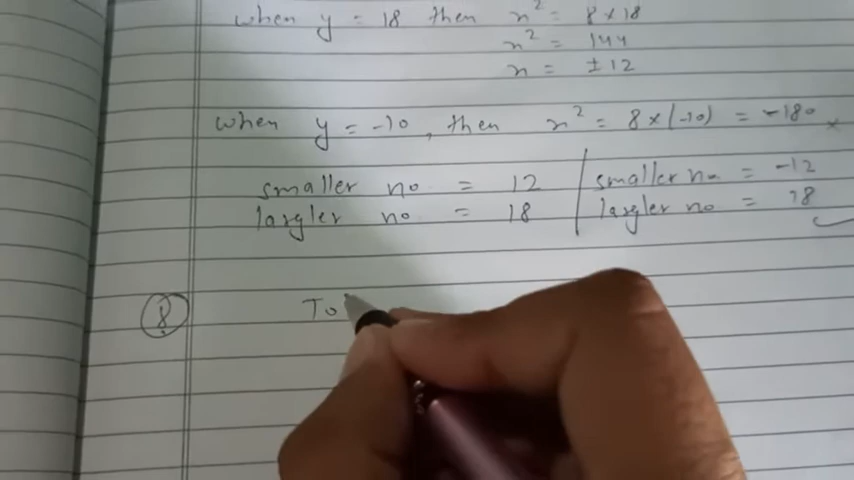 when y = 18 then x² = 8 × 18
x² = 144
x = ± 12
when y = -10 , then x² = 8 × (-10) = -180 ×
smaller no = 12 | smaller no = -12
largler no = 18 | largler no = 18
8 To